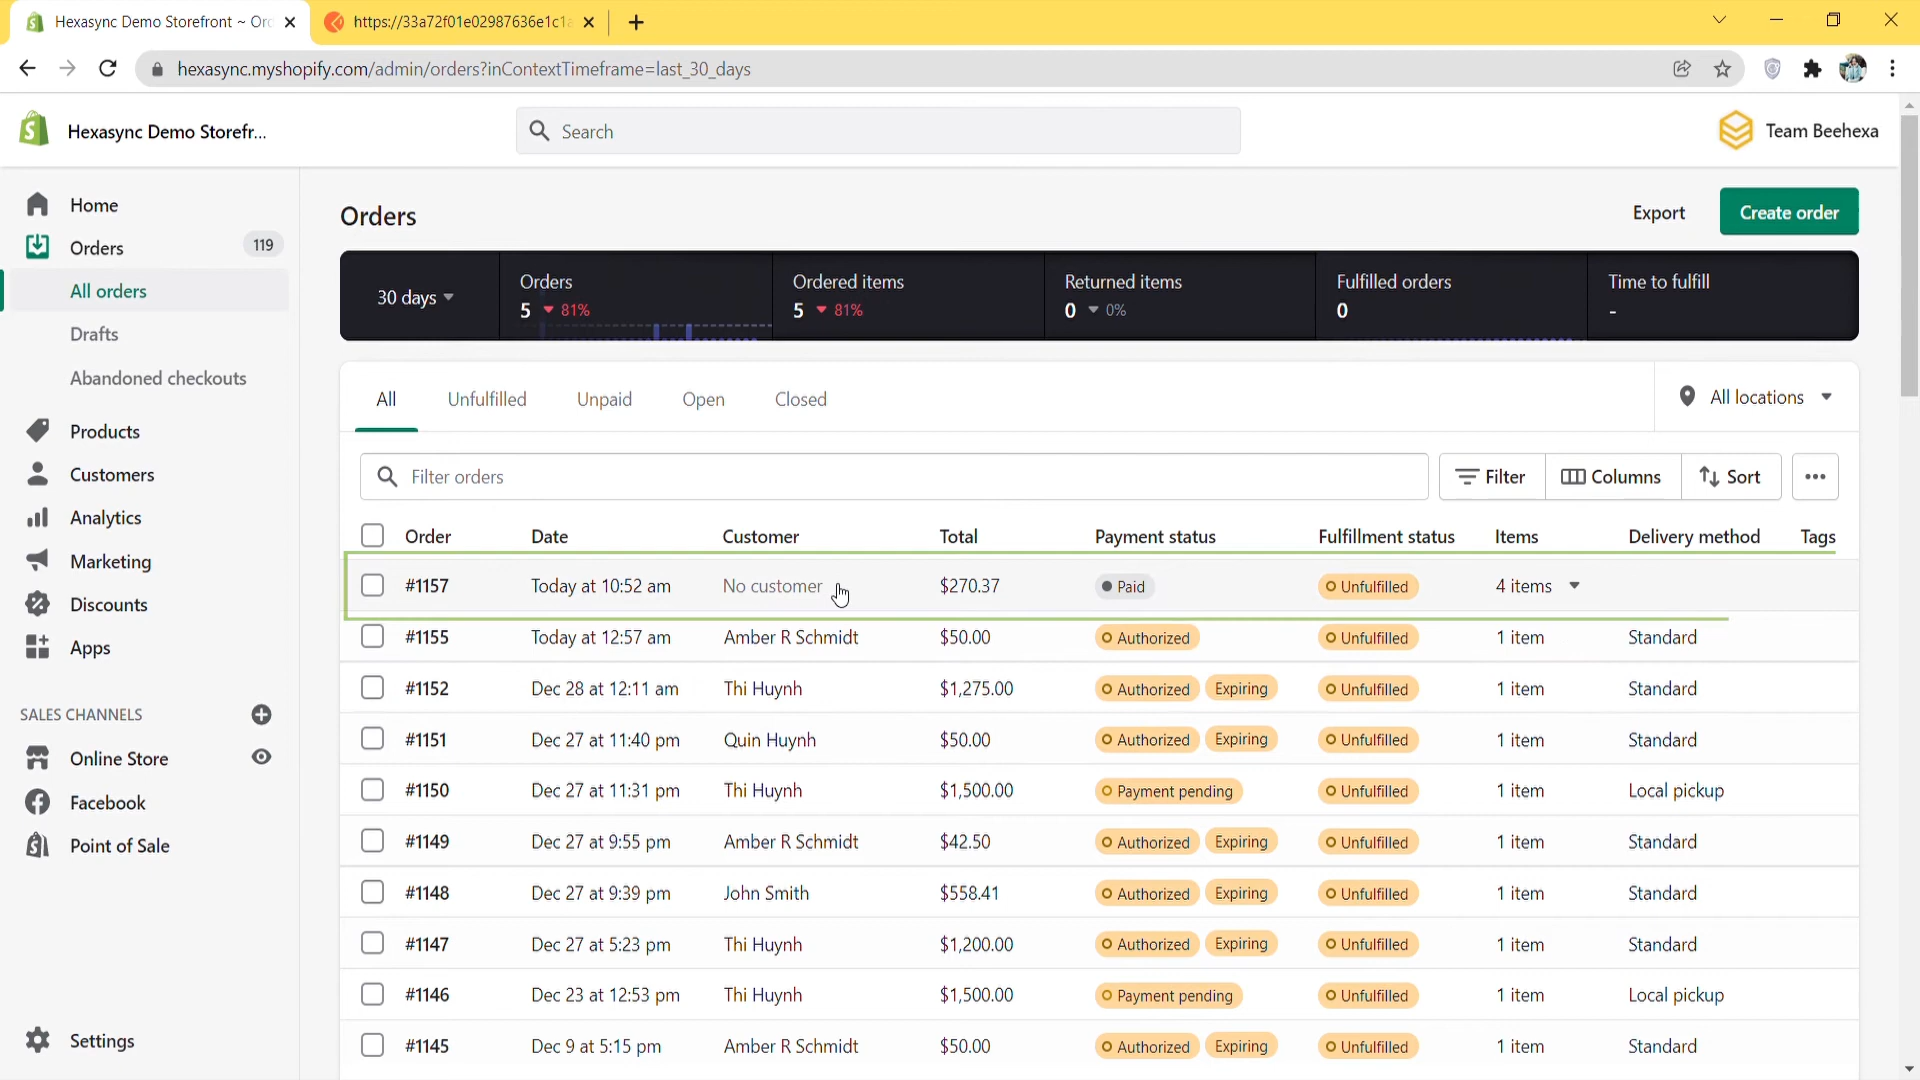 Hexasync Demo Storefront ~ Orc
https://33a72f01e02987636e1c1a
hexasync.myshopify.com/admin/orders?inContextTimeframe=last_30_days
Hexasync Demo Storefr...
Search
Team Beehexa
Home
Orders 119
All orders
Drafts
Abandoned checkouts
Products
Customers
Analytics
Marketing
Discounts
Apps
SALES CHANNELS
Online Store
Facebook
Point of Sale
Settings
Orders
Export
Create order
30 days
Orders
5 81%
Ordered items
5 81%
Returned items
0 0%
Fulfilled orders
0
Time to fulfill
-
All Unfulfilled Unpaid Open Closed
All locations
Filter orders
Filter Columns Sort
Order Date Customer Total Payment status Fulfillment status Items Delivery method Tags
#1157 Today at 10:52 am No customer $270.37 Paid Unfulfilled 4 items
#1155 Today at 12:57 am Amber R Schmidt $50.00 Authorized Unfulfilled 1 item Standard
#1152 Dec 28 at 12:11 am Thi Huynh $1,275.00 Authorized Expiring Unfulfilled 1 item Standard
#1151 Dec 27 at 11:40 pm Quin Huynh $50.00 Authorized Expiring Unfulfilled 1 item Standard
#1150 Dec 27 at 11:31 pm Thi Huynh $1,500.00 Payment pending Unfulfilled 1 item Local pickup
#1149 Dec 27 at 9:55 pm Amber R Schmidt $42.50 Authorized Expiring Unfulfilled 1 item Standard
#1148 Dec 27 at 9:39 pm John Smith $558.41 Authorized Expiring Unfulfilled 1 item Standard
#1147 Dec 27 at 5:23 pm Thi Huynh $1,200.00 Authorized Expiring Unfulfilled 1 item Standard
#1146 Dec 23 at 12:53 pm Thi Huynh $1,500.00 Payment pending Unfulfilled 1 item Local pickup
#1145 Dec 9 at 5:15 pm Amber R Schmidt $50.00 Authorized Expiring Unfulfilled 1 item Standard